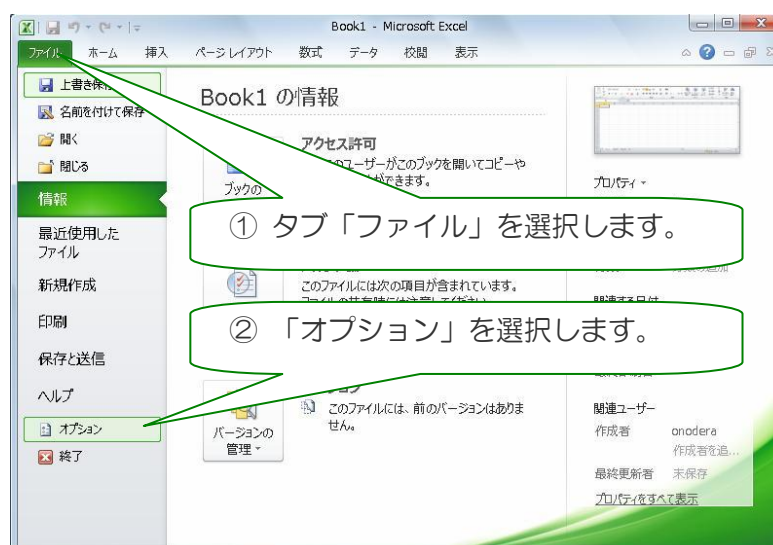 Book1 - Microsoft Excel
ファイル ホーム 挿入 ページ レイアウト 数式 データ 校閲 表示
上書き保存
名前を付けて保存
開く
閉じる
情報
最近使用した
ファイル
新規作成
印刷
保存と送信
ヘルプ
オプション
終了
Book1 の情報
アクセス許可
ユーザーがこのブックを開いてコピーや
できます。
ブックの
① タブ「ファイル」を選択します。
このファイルには次の項目が含まれています。
② 「オプション」を選択します。
このファイルには、前のバージョンはありま
せん。
バージョンの
管理
プロパティ
関連ユーザー
作成者 onodera
作成者を追...
最終更新者 未保存
プロパティをすべて表示